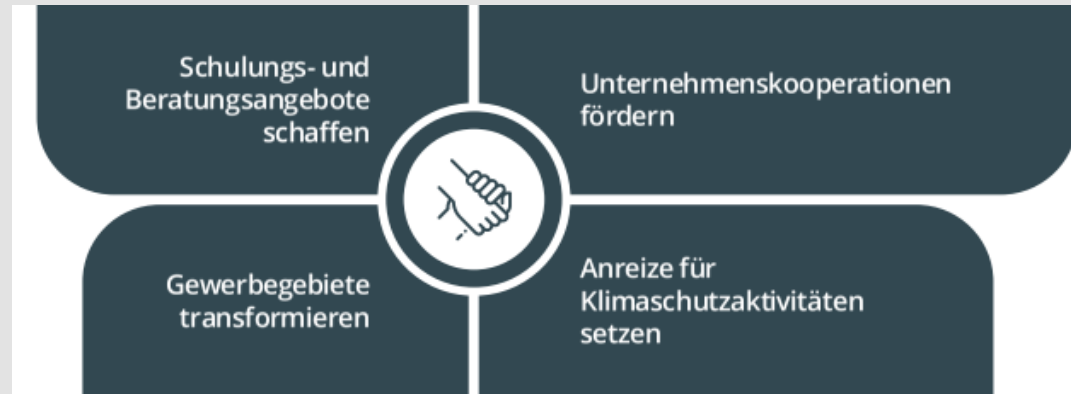 Schulungs- und
Beratungsangebote
schaffen
Unternehmenskooperationen
fördern
Gewerbegebiete
transformieren
Anreize für
Klimaschutzaktivitäten
setzen